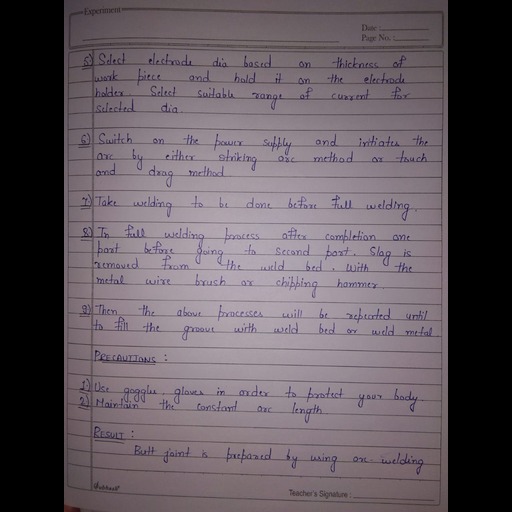 Experiment
Date :
Page No. :
5) Select electrode dia based on thickness of
work piece and hold it on the electrode
holder. Select suitable range of current for
selected dia.
6) Switch on the power supply and initiates the
arc by either striking arc method or touch
and drag method
7) Take welding to be done before full welding.
8) In full welding process after completion one
part before going to second part. Slag is
removed from the weld bed. With the
metal wire brush or chipping hammer.
9) Then the above processes will be repeated until
to fill the groove with weld bed or weld metal
PRECAUTIONS :
1) Use goggles, gloves in order to protect your body
2) Maintain the constant arc length
RESULT :
Butt joint is prepared by using arc welding
Teacher's Signature :